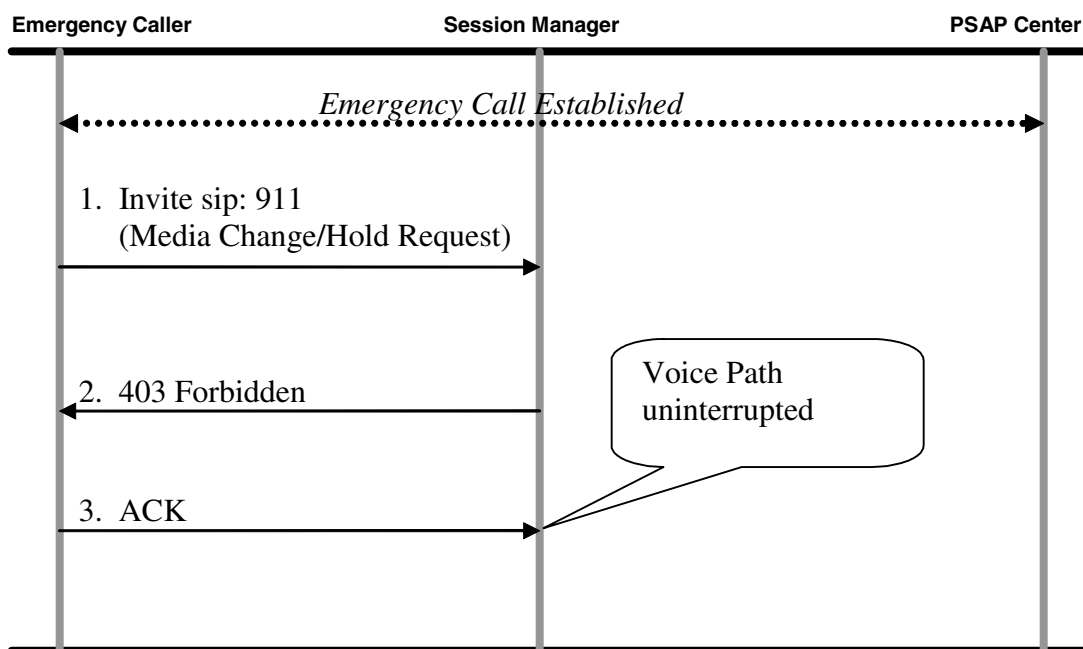 Emergency Caller Session Manager PSAP Center
Emergency Call Established
1. Invite sip: 911
(Media Change/Hold Request)
Voice Path
uninterrupted
2. 403 Forbidden
3. ACK